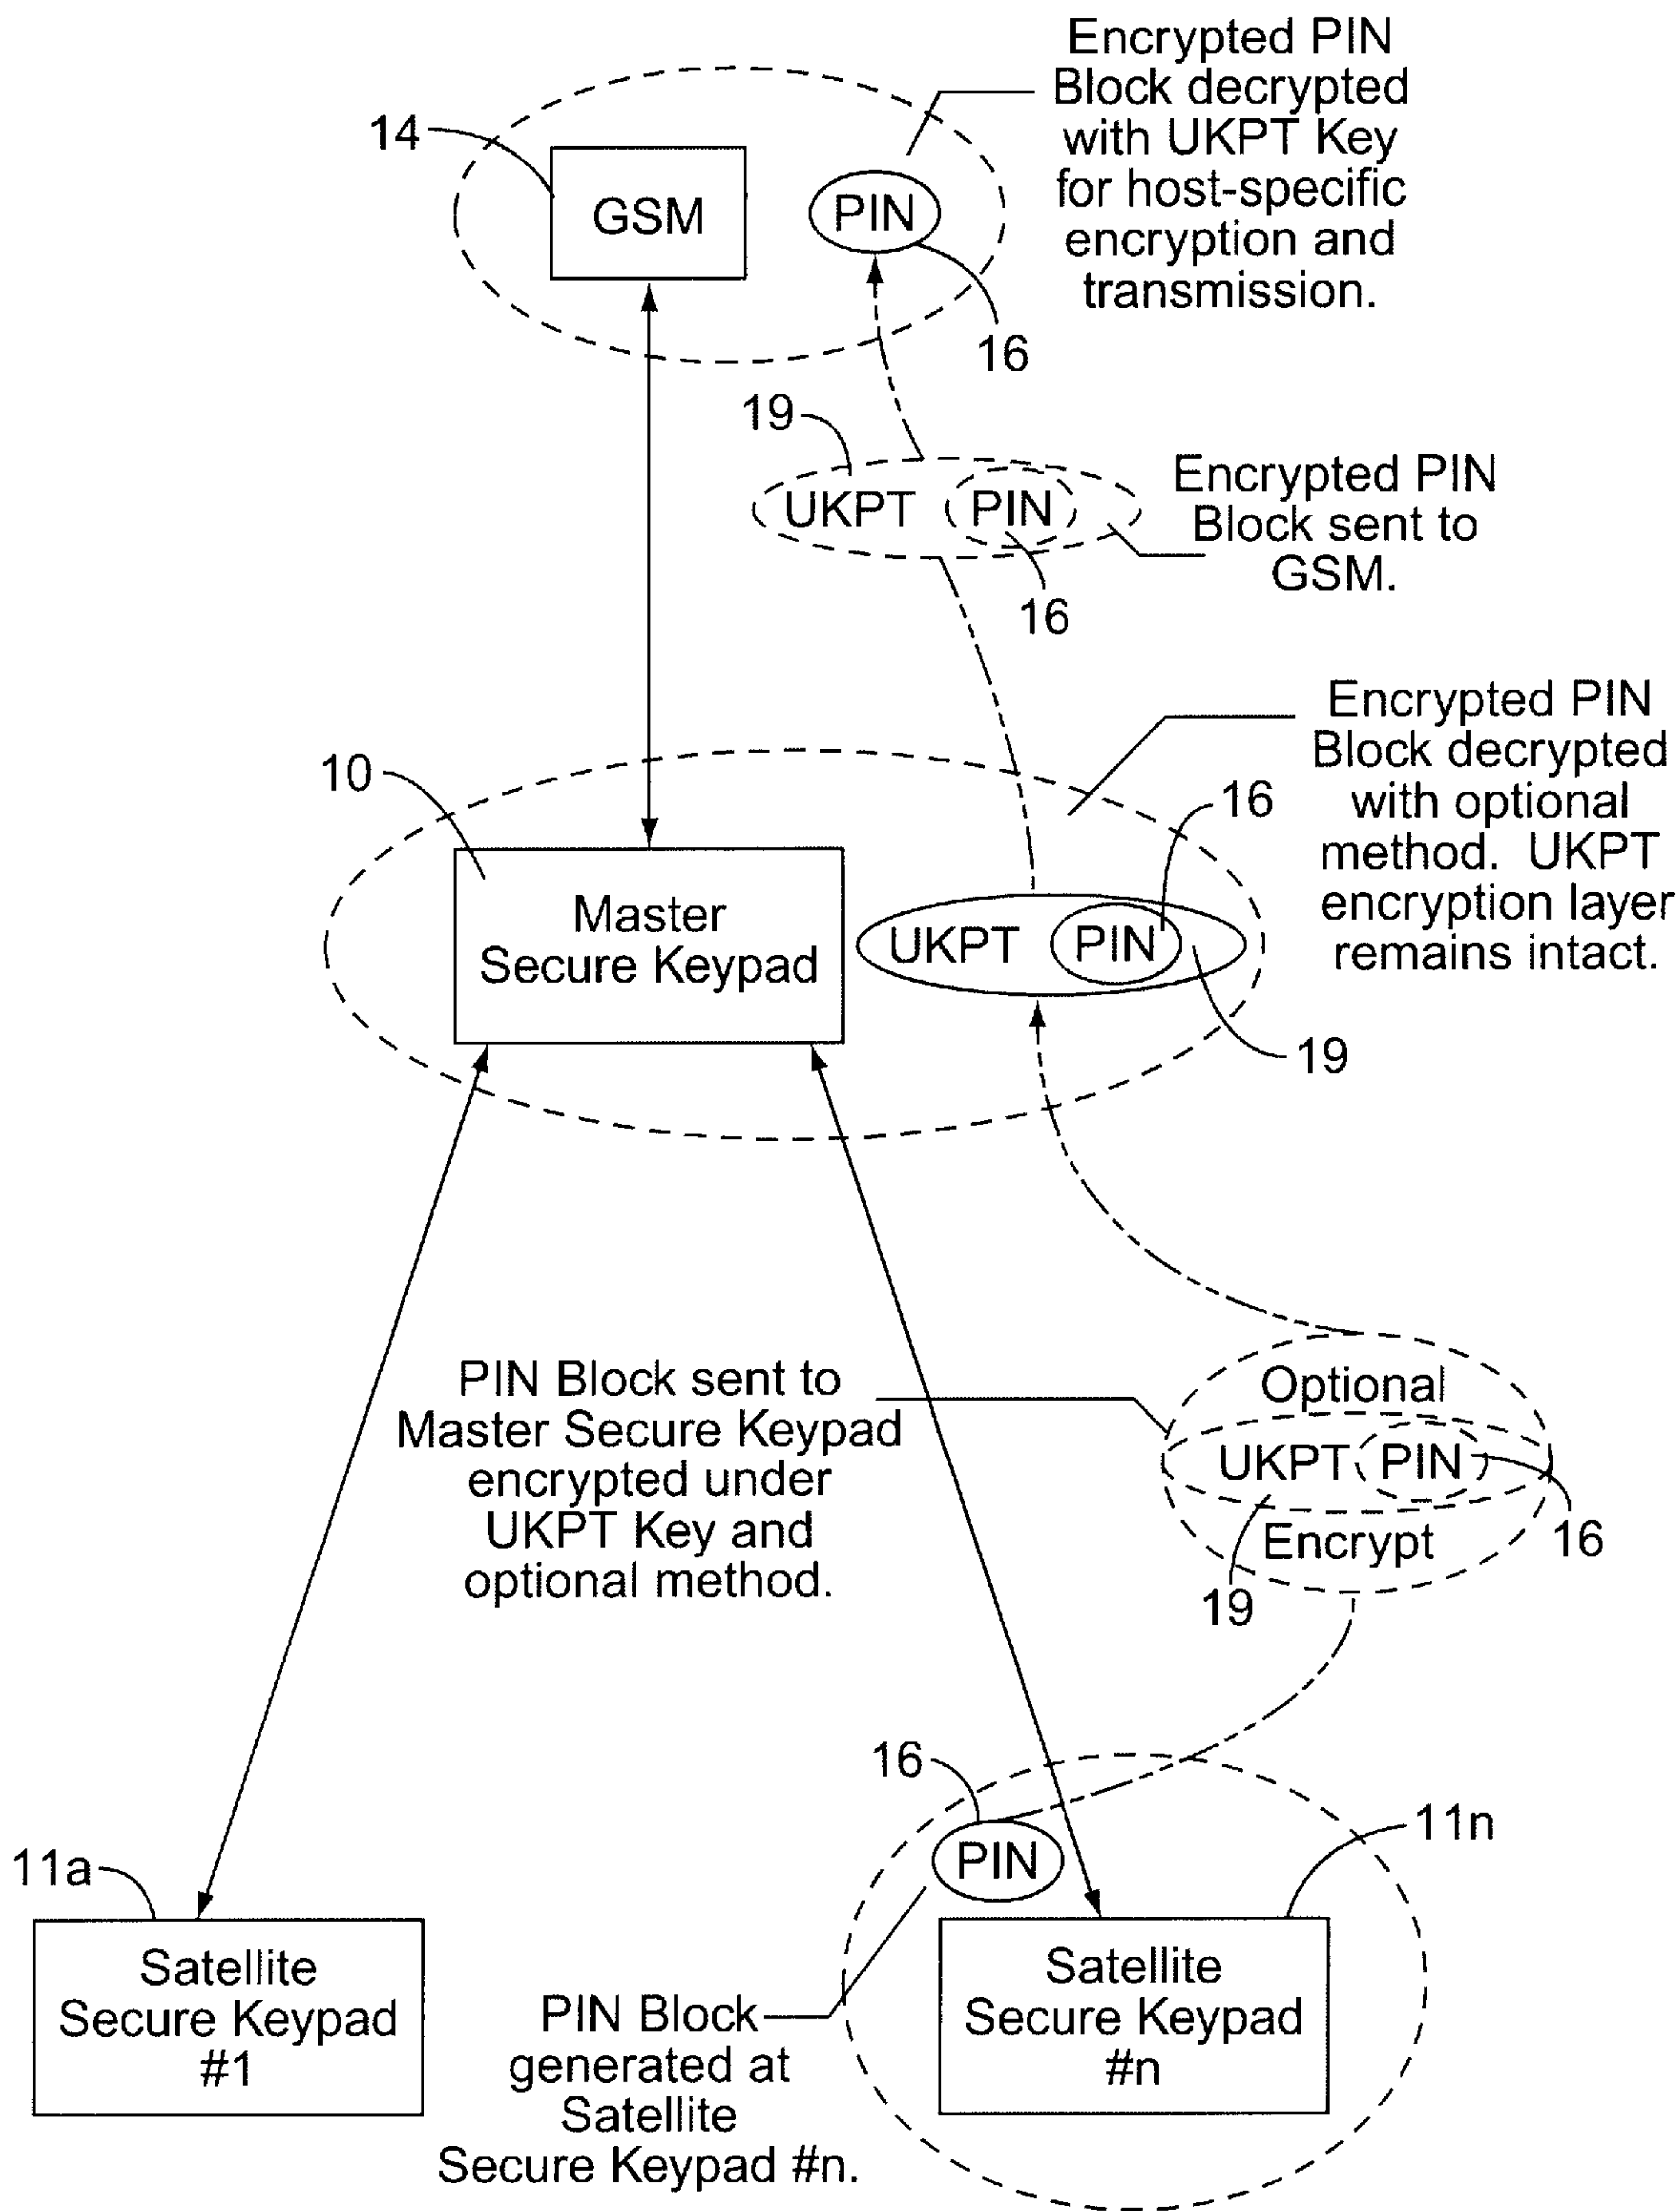 Encrypted PIN
Block decrypted
with UKPT Key
for host-specific
encryption and
transmission.
14
GSM
PIN
16
19
UKPT
PIN
16
Encrypted PIN
Block sent to
GSM.
Encrypted PIN
Block decrypted
with optional
method. UKPT
encryption layer
remains intact.
10
16
Master
Secure Keypad
UKPT
PIN
19
PIN Block sent to
Master Secure Keypad
encrypted under
UKPT Key and
optional method.
Optional
UKPT
PIN
Encrypt
16
19
16
PIN
11n
11a
Satellite
Secure Keypad
#1
Satellite
Secure Keypad
#n
PIN Block
generated at
Satellite
Secure Keypad #n.